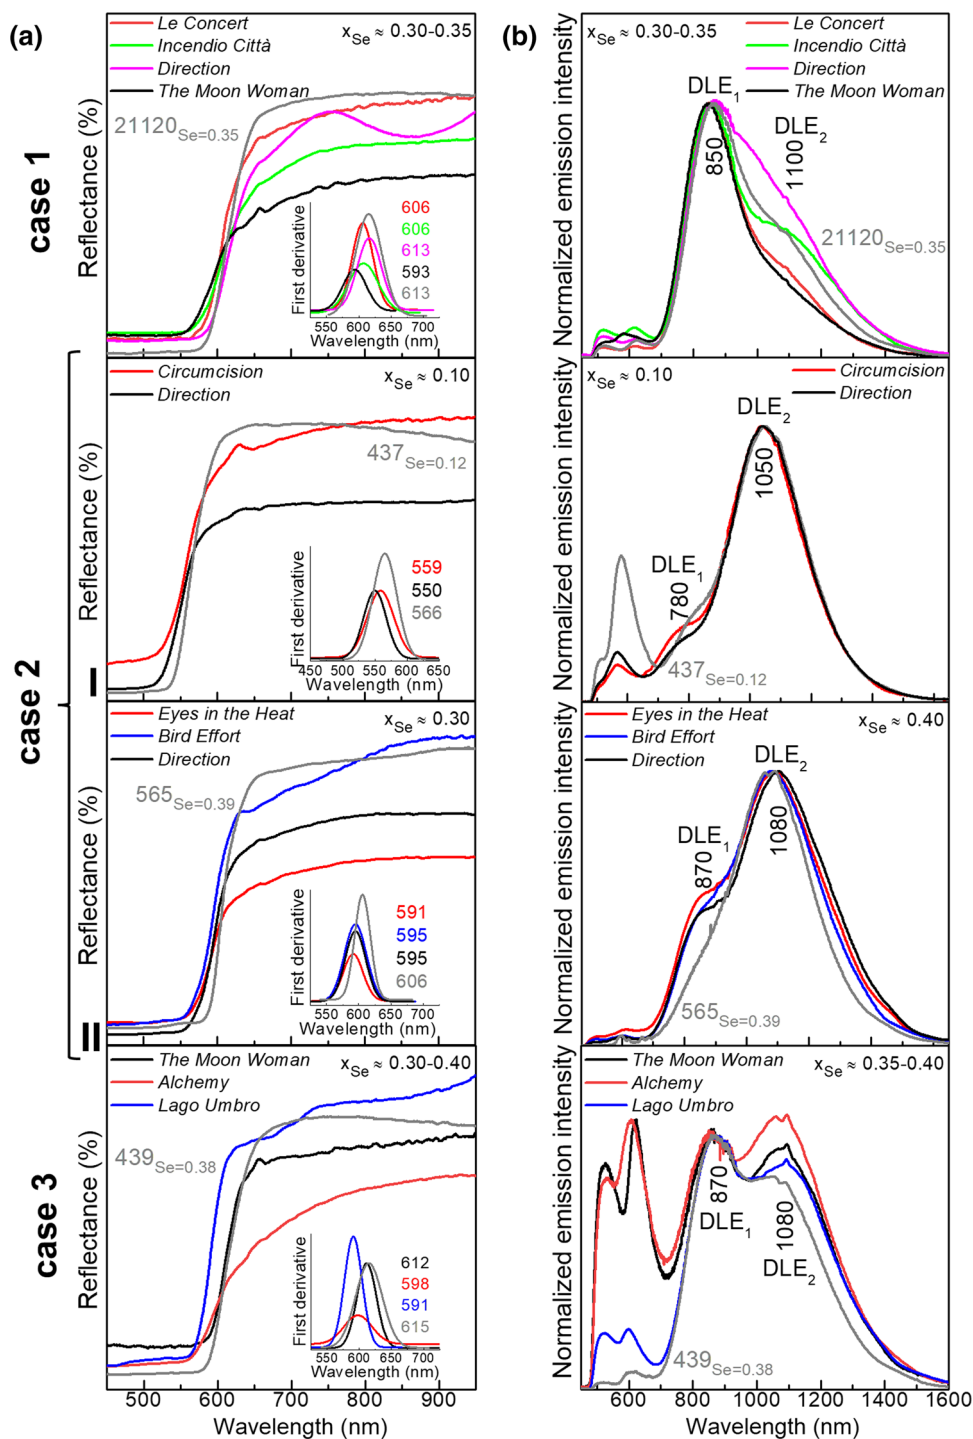 (a)
Le Concert
Incendio Città
Direction
The Moon Woman
xSe ≈ 0.30-0.35
21120Se=0.35
case 1
Reflectance (%)
First derivative
606
606
613
593
613
550 600 650 700
Wavelength (nm)
(b)
xSe ≈ 0.30-0.35
Le Concert
Incendio Città
Direction
The Moon Woman
DLE1
850
DLE2
1100
21120Se=0.35
Normalized emission intensity
case 2
I
Circumcision
Direction
xSe ≈ 0.10
437Se=0.12
Reflectance (%)
First derivative
559
550
566
450 500 550 600 650
Wavelength (nm)
xSe ≈ 0.10
Circumcision
Direction
DLE2
1050
DLE1
780
437Se=0.12
Normalized emission intensity
II
Eyes in the Heat
Bird Effort
Direction
xSe ≈ 0.30
565Se=0.39
Reflectance (%)
First derivative
591
595
595
606
550 600 650 700
Wavelength (nm)
Eyes in the Heat
Bird Effort
Direction
xSe ≈ 0.40
DLE2
1080
DLE1
870
565Se=0.39
Normalized emission intensity
case 3
The Moon Woman
Alchemy
Lago Umbro
xSe ≈ 0.30-0.40
439Se=0.38
Reflectance (%)
First derivative
612
598
591
615
550 600 650 700
Wavelength (nm)
500 600 700 800 900
Wavelength (nm)
The Moon Woman
Alchemy
Lago Umbro
xSe ≈ 0.35-0.40
870
DLE1
1080
DLE2
439Se=0.38
Normalized emission intensity
600 800 1000 1200 1400 1600
Wavelength (nm)